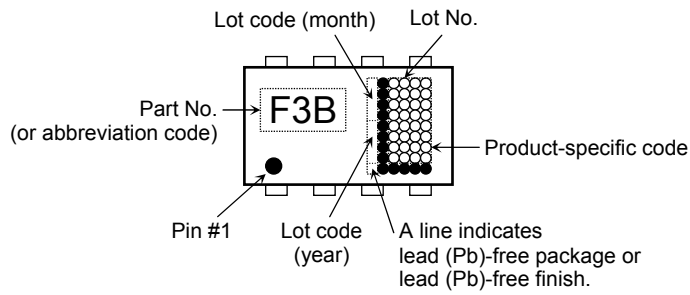 Lot code (month)
Lot No.
Part No.
(or abbreviation code)
F3B
Product-specific code
Pin #1
Lot code
(year)
A line indicates
lead (Pb)-free package or
lead (Pb)-free finish.